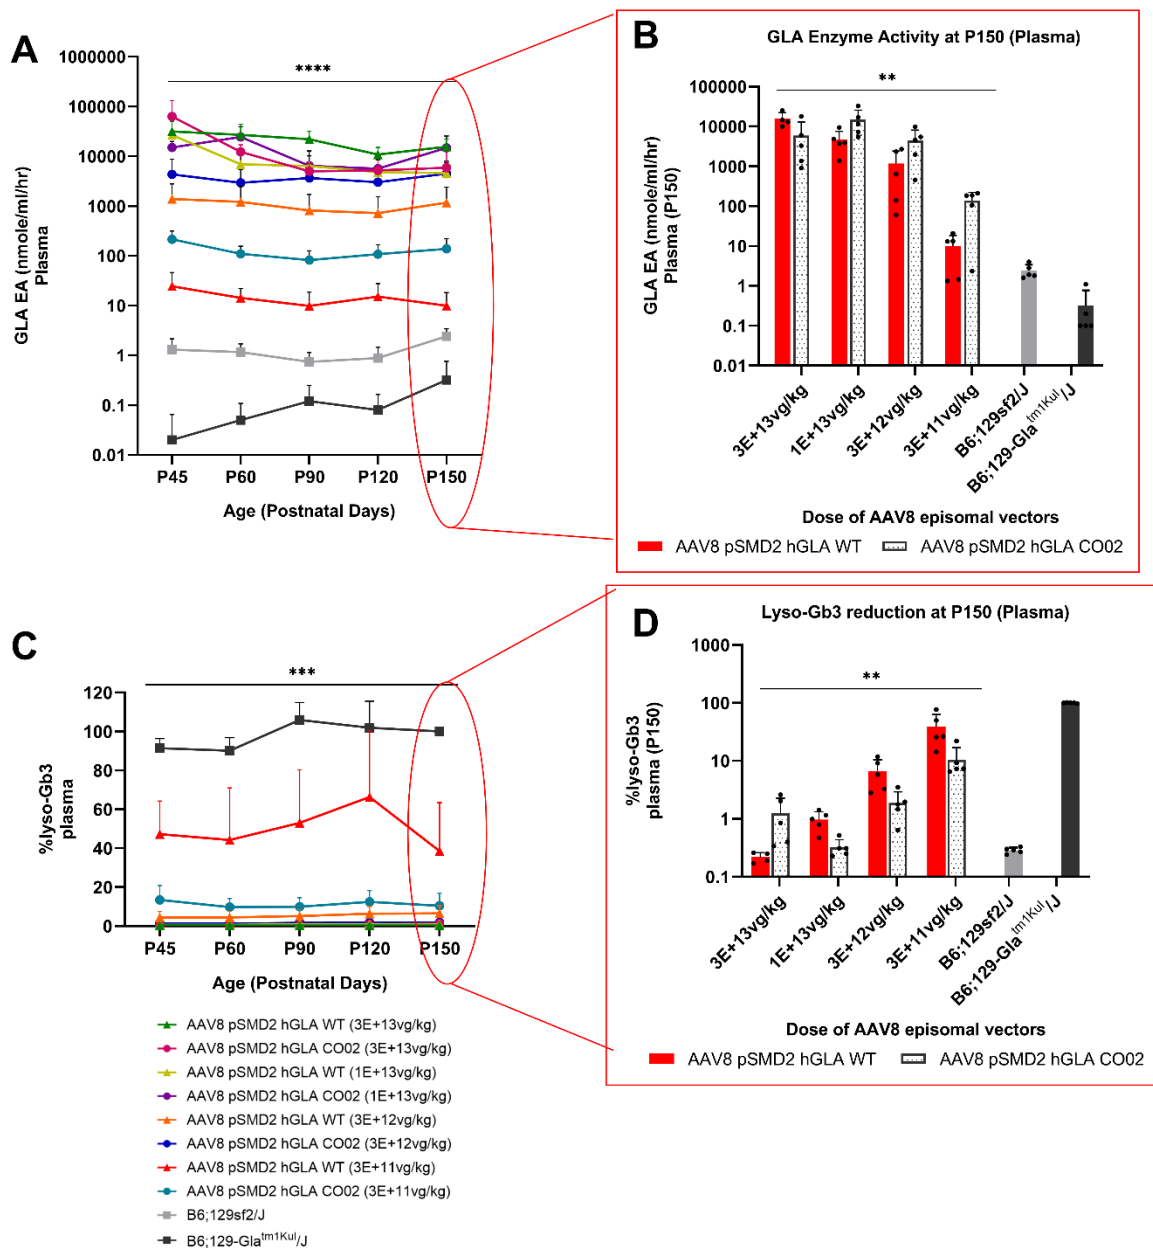 A
1000000
100000
10000
1000
100
10
1
0.1
0.01
GLA EA (nmole/ml/hr)
Plasma
****
P45 P60 P90 P120 P150
Age (Postnatal Days)
B
GLA Enzyme Activity at P150 (Plasma)
100000
10000
1000
100
10
1
0.1
0.01
GLA EA (nmole/ml/hr)
Plasma (P150)
**
3E+13vg/kg
1E+13vg/kg
3E+12vg/kg
3E+11vg/kg
B6;129sf2/J
B6;129-Gla^tm1Kul/J
Dose of AAV8 episomal vectors
AAV8 pSMD2 hGLA WT AAV8 pSMD2 hGLA CO02
C
120
100
80
60
40
20
0
%lyso-Gb3
plasma
***
P45 P60 P90 P120 P150
Age (Postnatal Days)
AAV8 pSMD2 hGLA WT (3E+13vg/kg)
AAV8 pSMD2 hGLA CO02 (3E+13vg/kg)
AAV8 pSMD2 hGLA WT (1E+13vg/kg)
AAV8 pSMD2 hGLA CO02 (1E+13vg/kg)
AAV8 pSMD2 hGLA WT (3E+12vg/kg)
AAV8 pSMD2 hGLA CO02 (3E+12vg/kg)
AAV8 pSMD2 hGLA WT (3E+11vg/kg)
AAV8 pSMD2 hGLA CO02 (3E+11vg/kg)
B6;129sf2/J
B6;129-Gla^tm1Kul/J
D
Lyso-Gb3 reduction at P150 (Plasma)
1000
100
10
1
0.1
%lyso-Gb3
plasma (P150)
**
3E+13vg/kg
1E+13vg/kg
3E+12vg/kg
3E+11vg/kg
B6;129sf2/J
B6;129-Gla^tm1Kul/J
Dose of AAV8 episomal vectors
AAV8 pSMD2 hGLA WT AAV8 pSMD2 hGLA CO02